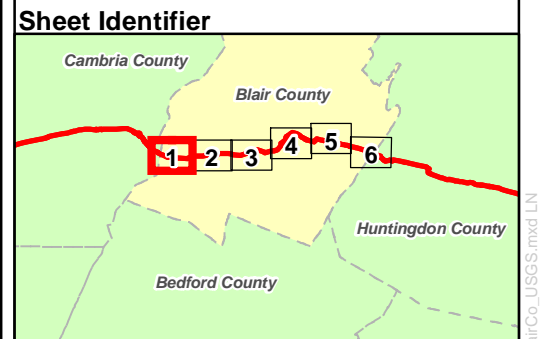 Sheet Identifier
Cambria County
Blair County
1 2 3 4 5 6
Huntingdon County
Bedford County
irCo_USGS.mxd LN